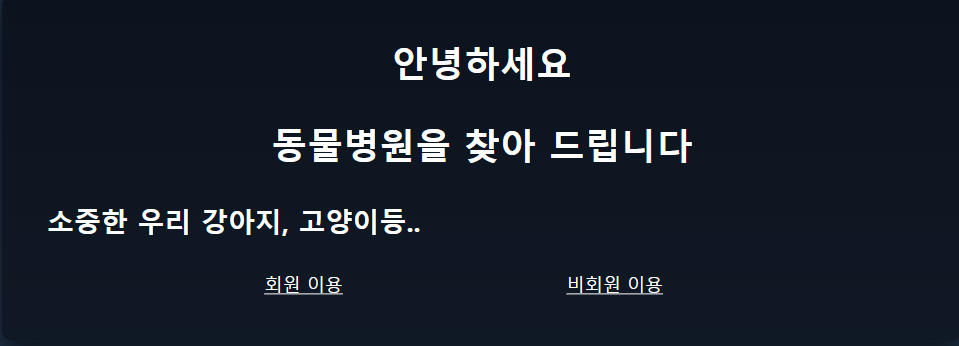 안녕하세요
동물병원을 찾아 드립니다
소중한 우리 강아지, 고양이등..
회원 이용 비회원 이용